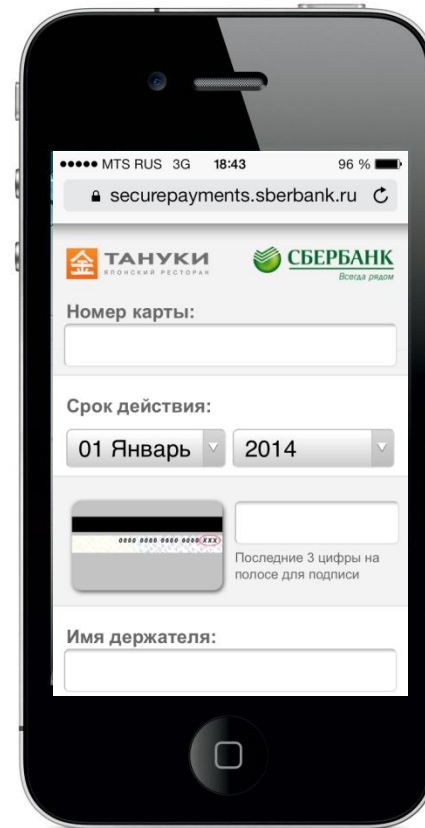 ●●●●● MTS RUS 3G 18:43 96 %
securepayments.sberbank.ru
金 ТАНУКИ СБЕРБАНК
ЯПОНСКИЙ РЕСТОРАН Всегда рядом
Номер карты:
Срок действия:
01 Январь 2014
0000 0000 0000 0000 XXX
Последние 3 цифры на
полосе для подписи
Имя держателя: